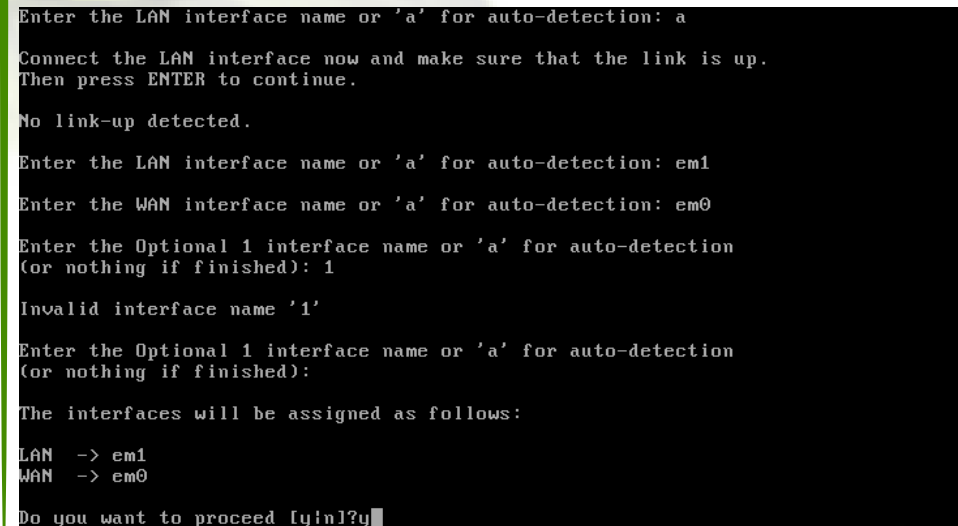 Enter the LAN interface name or 'a' for auto-detection: a
Connect the LAN interface now and make sure that the link is up.
Then press ENTER to continue.
No link-up detected.
Enter the LAN interface name or 'a' for auto-detection: em1
Enter the WAN interface name or 'a' for auto-detection: em0
Enter the Optional 1 interface name or 'a' for auto-detection
(or nothing if finished): 1
Invalid interface name '1'
Enter the Optional 1 interface name or 'a' for auto-detection
(or nothing if finished):
The interfaces will be assigned as follows:
LAN  -> em1
WAN  -> em0
Do you want to proceed [y|n]?y